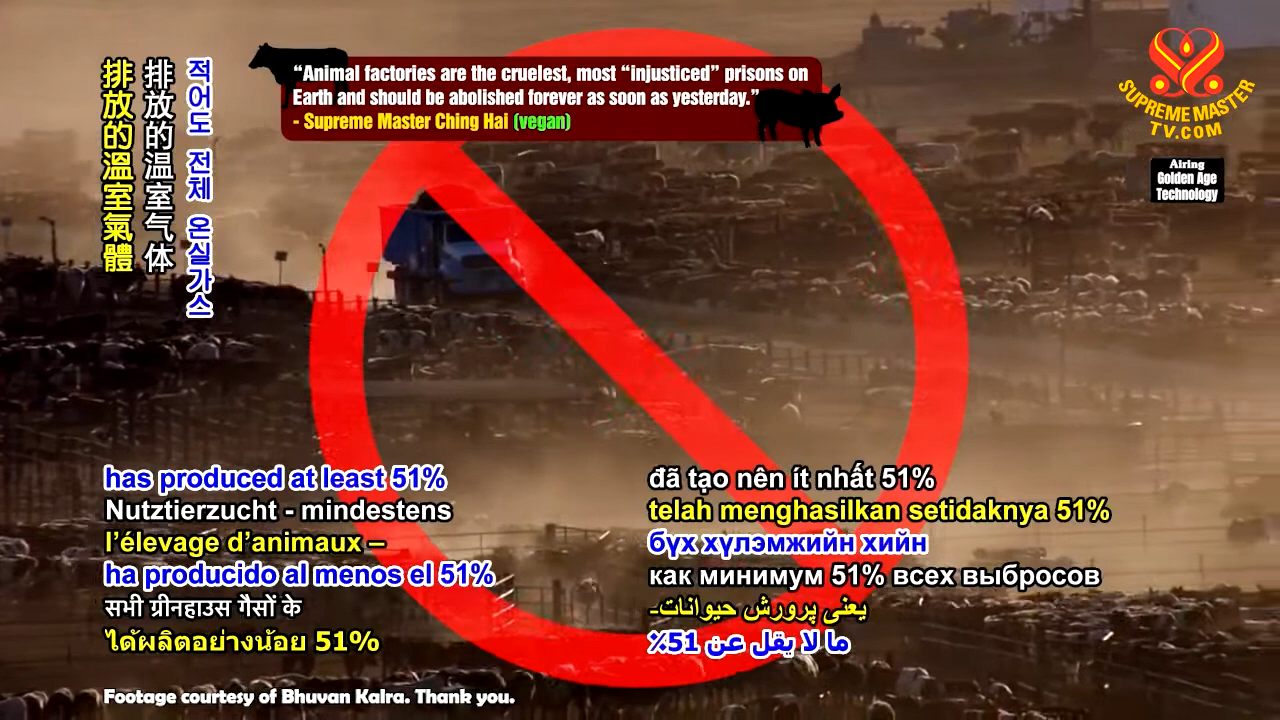 “Animal factories are the cruelest, most “injusticed” prisons on
Earth and should be abolished forever as soon as yesterday.”
- Supreme Master Ching Hai (vegan)
SUPREME MASTER
TV.COM
Airing
Golden Age
Technology
적어도 전체 온실가스
排放的温室气体
排放的溫室氣體
has produced at least 51%
Nutztierzucht - mindestens
l’élevage d’animaux –
ha producido al menos el 51%
सभी ग्रीनहाउस गैसों के
ได้ผลิตอย่างน้อย 51%
đã tạo nên ít nhất 51%
telah menghasilkan setidaknya 51%
бүх хүлэмжийн хийн
как минимум 51% всех выбросов
یعنی پرورش حیوانات-
ما لا يقل عن 51٪
Footage courtesy of Bhuvan Kalra. Thank you.